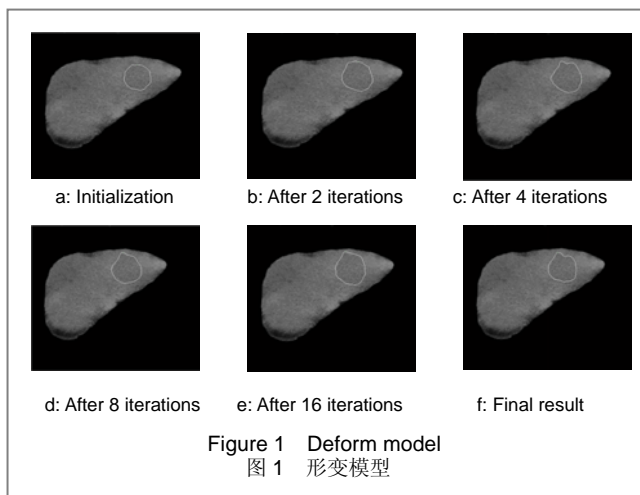 a: Initialization
b: After 2 iterations
c: After 4 iterations
d: After 8 iterations
e: After 16 iterations
f: Final result
Figure 1 Deform model
图 1 形变模型